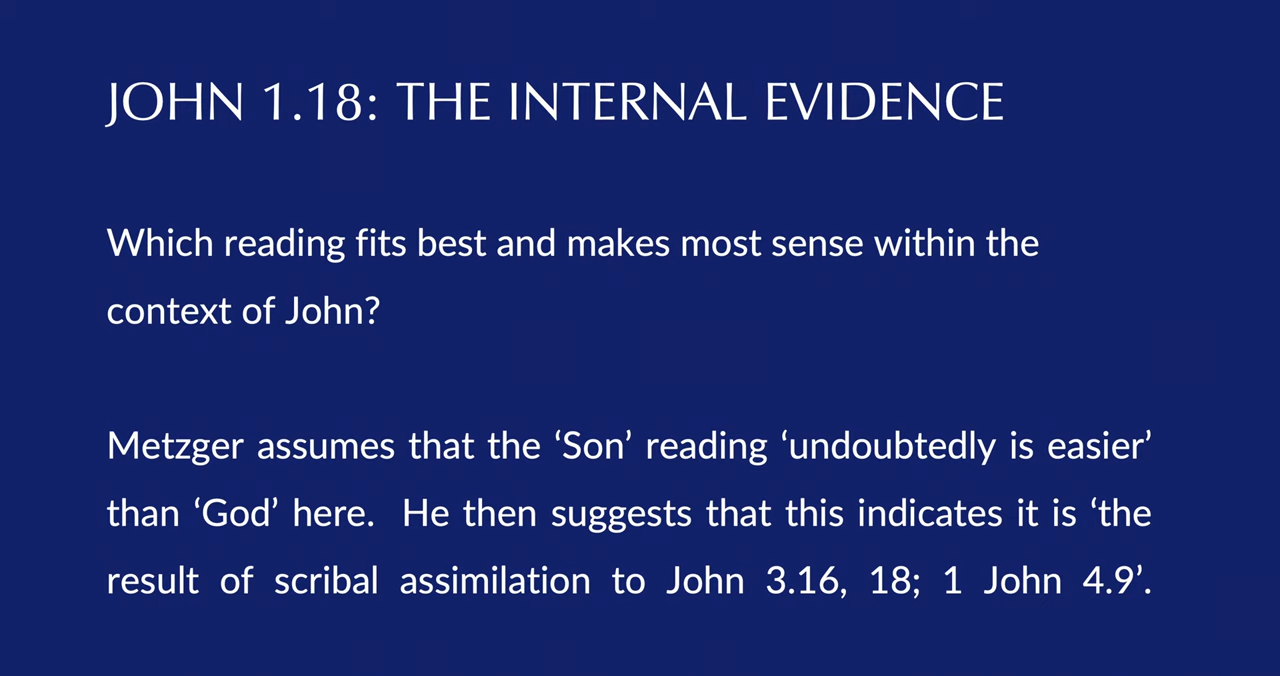 JOHN 1.18: THE INTERNAL EVIDENCE
Which reading fits best and makes most sense within the
context of John?
Metzger assumes that the ‘Son’ reading ‘undoubtedly is easier’
than ‘God’ here.  He then suggests that this indicates it is ‘the
result of scribal assimilation to John 3.16, 18; 1 John 4.9’.